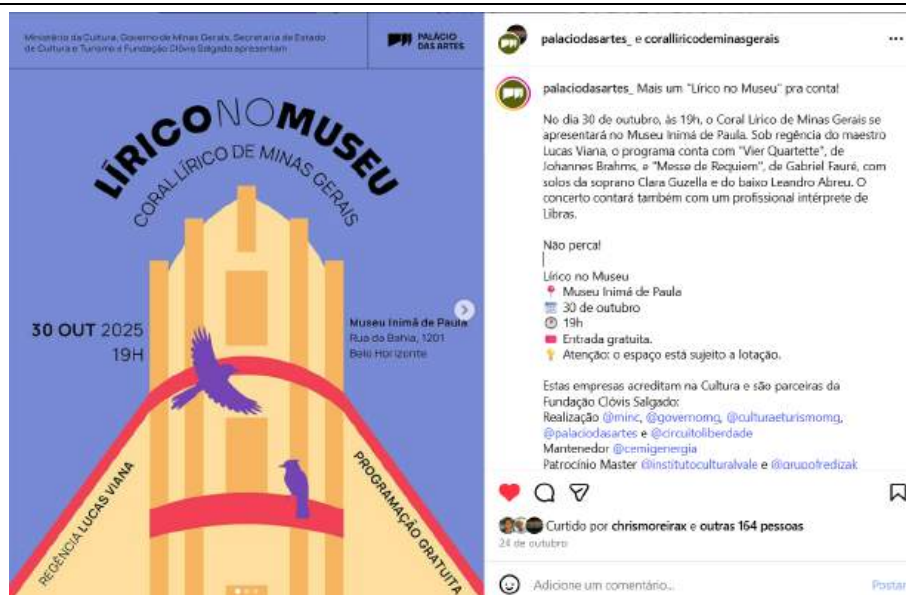 Ministério da Cultura, Governo de Minas Gerais, Secretaria de Estado
de Cultura e Turismo e Fundação Clóvis Salgado apresentam
PALÁCIO
DAS ARTES
LÍRICO NO MUSEU
CORAL LÍRICO DE MINAS GERAIS
30 OUT 2025
19H
Museu Inimá de Paula
Rua da Bahia, 1201
Belo Horizonte
REGÊNCIA LUCAS VIANA
PROGRAMAÇÃO GRATUITA
palaciodasartes_ e corallíricodeminasgerais
palaciodasartes_ Mais um "Lírico no Museu" pra conta!
No dia 30 de outubro, às 19h, o Coral Lírico de Minas Gerais se
apresentará no Museu Inimá de Paula. Sob regência do maestro
Lucas Viana, o programa conta com "Vier Quartette", de
Johannes Brahms, e "Messe de Requiem", de Gabriel Fauré, com
solos da soprano Clara Guzella e do baixo Leandro Abreu. O
concerto contará também com um profissional intérprete de
Libras.
Não perca!
Lírico no Museu
📍 Museu Inimá de Paula
🗓️ 30 de outubro
🕐 19h
🎟️ Entrada gratuita.
💡 Atenção: o espaço está sujeito a lotação.
Estas empresas acreditam na Cultura e são parceiras da
Fundação Clóvis Salgado:
Realização @minc, @governomg, @culturaeturismomg,
@palaciodasartes e @circuitoliberdade
Mantenedor @cemigenergia
Patrocínio Master @institutoculturalvale e @grupofredizak
Curtido por chrismoreirax e outras 164 pessoas
24 de outubro
Adicione um comentário...
Postar